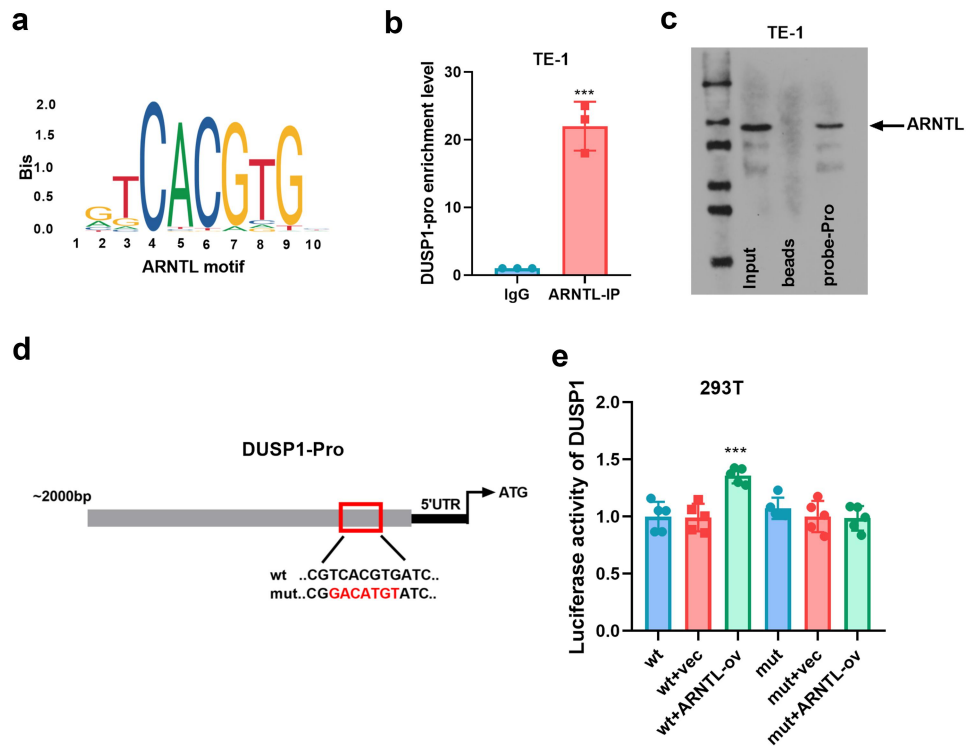 a
2.0
1.5
1.0
0.5
0.0
Bis
GTCACGTG
1 2 3 4 5 6 7 8 9 10
ARNTL motif
b
TE-1
***
30
20
10
0
DUSP1-pro enrichment level
IgG ARNTL-IP
c
TE-1
ARNTL
Input
beads
probe-Pro
d
DUSP1-Pro
~2000bp
5'UTR
ATG
wt ..CGTCACGTGATC..
mut..CGGACATGTATC..
e
293T
***
2.0
1.5
1.0
0.5
0.0
Luciferase activity of DUSP1
wt
wt+vec
wt+ARNTL-ov
mut
mut+vec
mut+ARNTL-ov